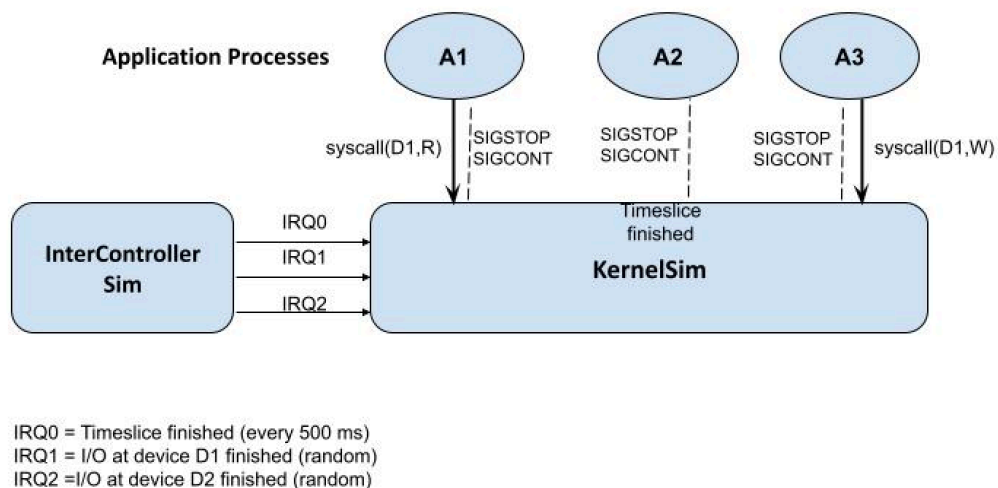 Application Processes
A1
A2
A3
syscall(D1,R)
SIGSTOP
SIGCONT
SIGSTOP
SIGCONT
SIGSTOP
SIGCONT
syscall(D1,W)
InterController
Sim
IRQ0
IRQ1
IRQ2
Timeslice
finished
KernelSim
IRQ0 = Timeslice finished (every 500 ms)
IRQ1 = I/O at device D1 finished (random)
IRQ2 =I/O at device D2 finished (random)